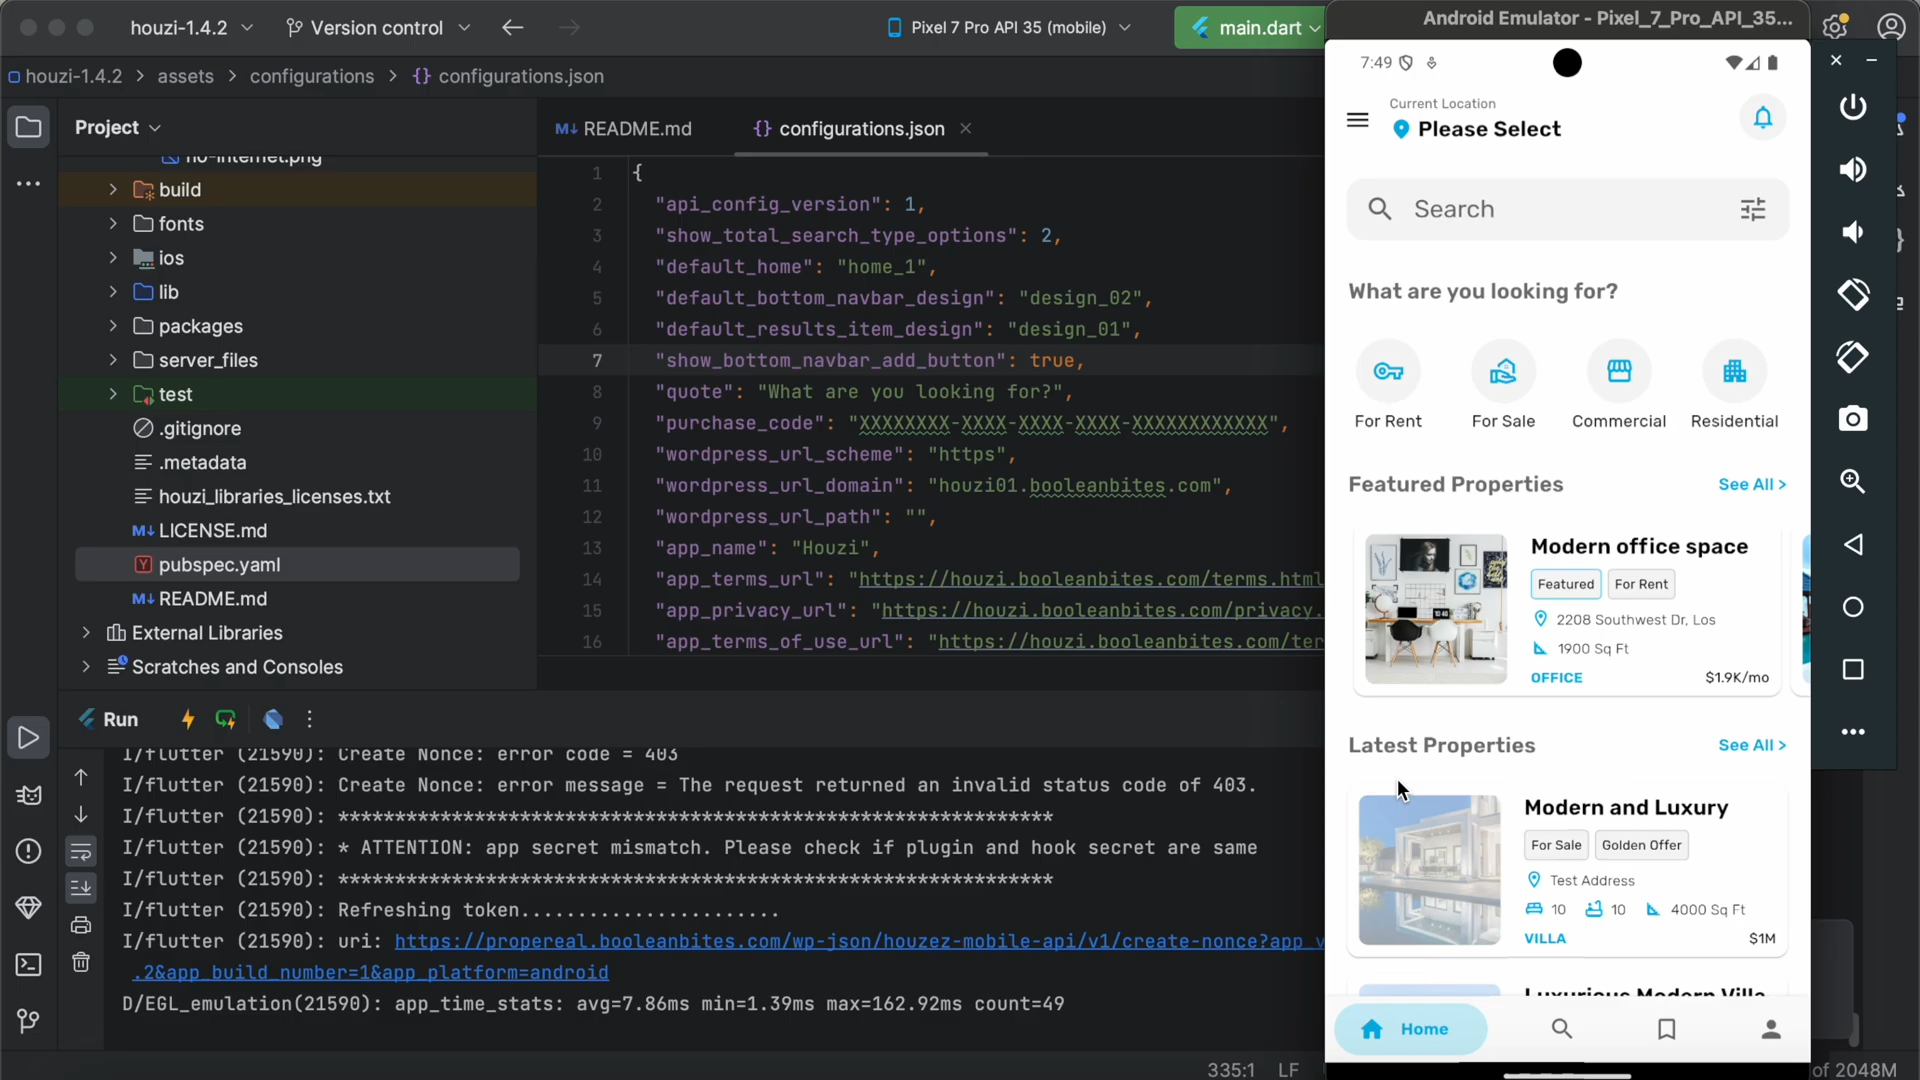 houzi-1.4.2
Version control
Pixel 7 Pro API 35 (mobile)
main.dart
Android Emulator - Pixel_7_Pro_API_35...
houzi-1.4.2 > assets > configurations > {} configurations.json
Project
README.md
{} configurations.json
no-internet.png
build
fonts
ios
lib
packages
server_files
test
.gitignore
.metadata
houzi_libraries_licenses.txt
LICENSE.md
pubspec.yaml
README.md
External Libraries
Scratches and Consoles
1 {
2 "api_config_version": 1,
3 "show_total_search_type_options": 2,
4 "default_home": "home_1",
5 "default_bottom_navbar_design": "design_02",
6 "default_results_item_design": "design_01",
7 "show_bottom_navbar_add_button": true,
8 "quote": "What are you looking for?",
9 "purchase_code": "XXXXXXXX-XXXX-XXXX-XXXX-XXXXXXXXXXXX",
10 "wordpress_url_scheme": "https",
11 "wordpress_url_domain": "houzi01.booleanbites.com",
12 "wordpress_url_path": "",
13 "app_name": "Houzi",
14 "app_terms_url": "https://houzi.booleanbites.com/terms.html
15 "app_privacy_url": "https://houzi.booleanbites.com/privacy.
16 "app_terms_of_use_url": "https://houzi.booleanbites.com/ter
Run
I/flutter (21590): Create Nonce: error code = 403
I/flutter (21590): Create Nonce: error message = The request returned an invalid status code of 403.
I/flutter (21590): ****************************************************************
I/flutter (21590): * ATTENTION: app secret mismatch. Please check if plugin and hook secret are same
I/flutter (21590): ****************************************************************
I/flutter (21590): Refreshing token.......................
I/flutter (21590): uri: https://propereal.booleanbites.com/wp-json/houzez-mobile-api/v1/create-nonce?app_v
.2&app_build_number=1&app_platform=android
D/EGL_emulation(21590): app_time_stats: avg=7.86ms min=1.39ms max=162.92ms count=49
335:1 LF
of 2048M
7:49
Current Location
Please Select
Search
What are you looking for?
For Rent
For Sale
Commercial
Residential
Featured Properties
See All >
Modern office space
Featured
For Rent
2208 Southwest Dr, Los
1900 Sq Ft
OFFICE
$1.9K/mo
Latest Properties
See All >
Modern and Luxury
For Sale
Golden Offer
Test Address
10 10 4000 Sq Ft
VILLA
$1M
Luxurious Modern Villa
Home